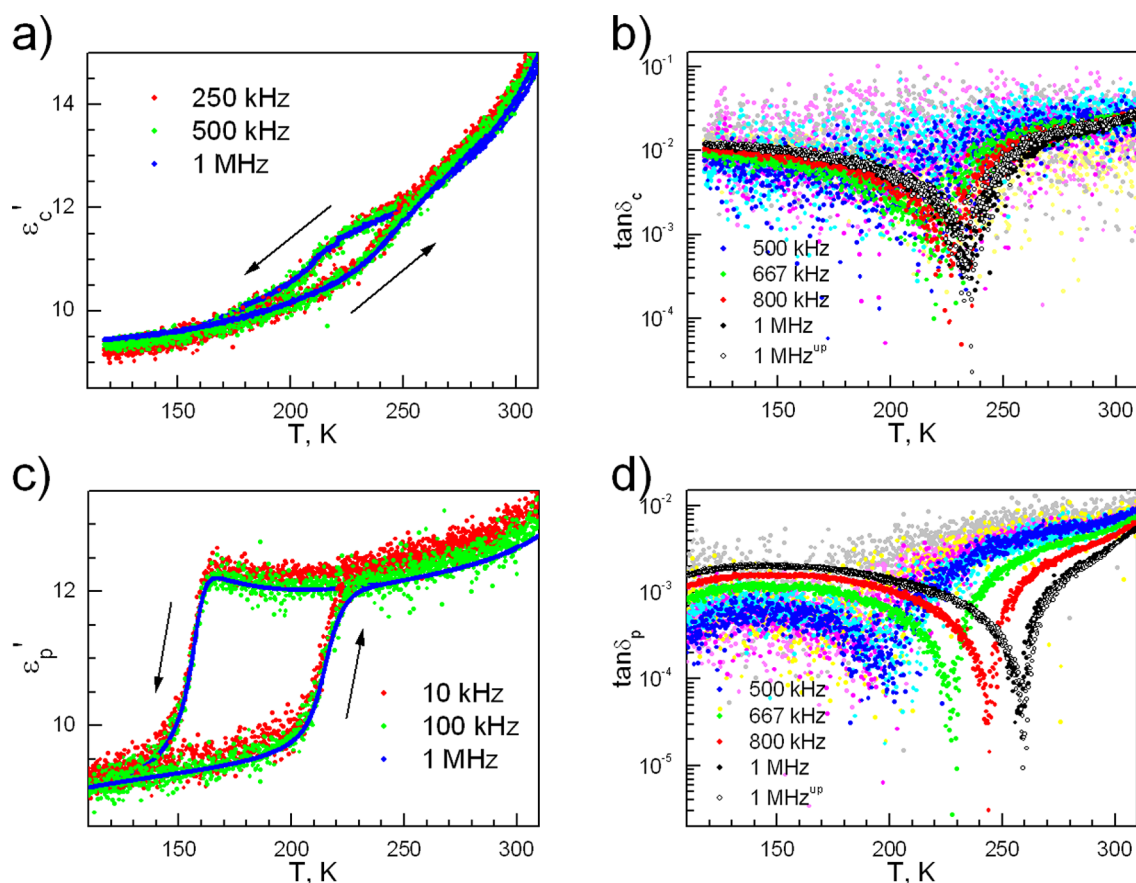 a)
ε_c'
14
12
10
250 kHz
500 kHz
1 MHz
150 200 250 300
T, K
b)
tanδ_c
10⁻¹
10⁻²
10⁻³
10⁻⁴
500 kHz
667 kHz
800 kHz
1 MHz
1 MHz^up
150 200 250 300
T, K
c)
ε_p'
12
10
10 kHz
100 kHz
1 MHz
150 200 250 300
T, K
d)
tanδ_p
10⁻²
10⁻³
10⁻⁴
10⁻⁵
500 kHz
667 kHz
800 kHz
1 MHz
1 MHz^up
150 200 250 300
T, K